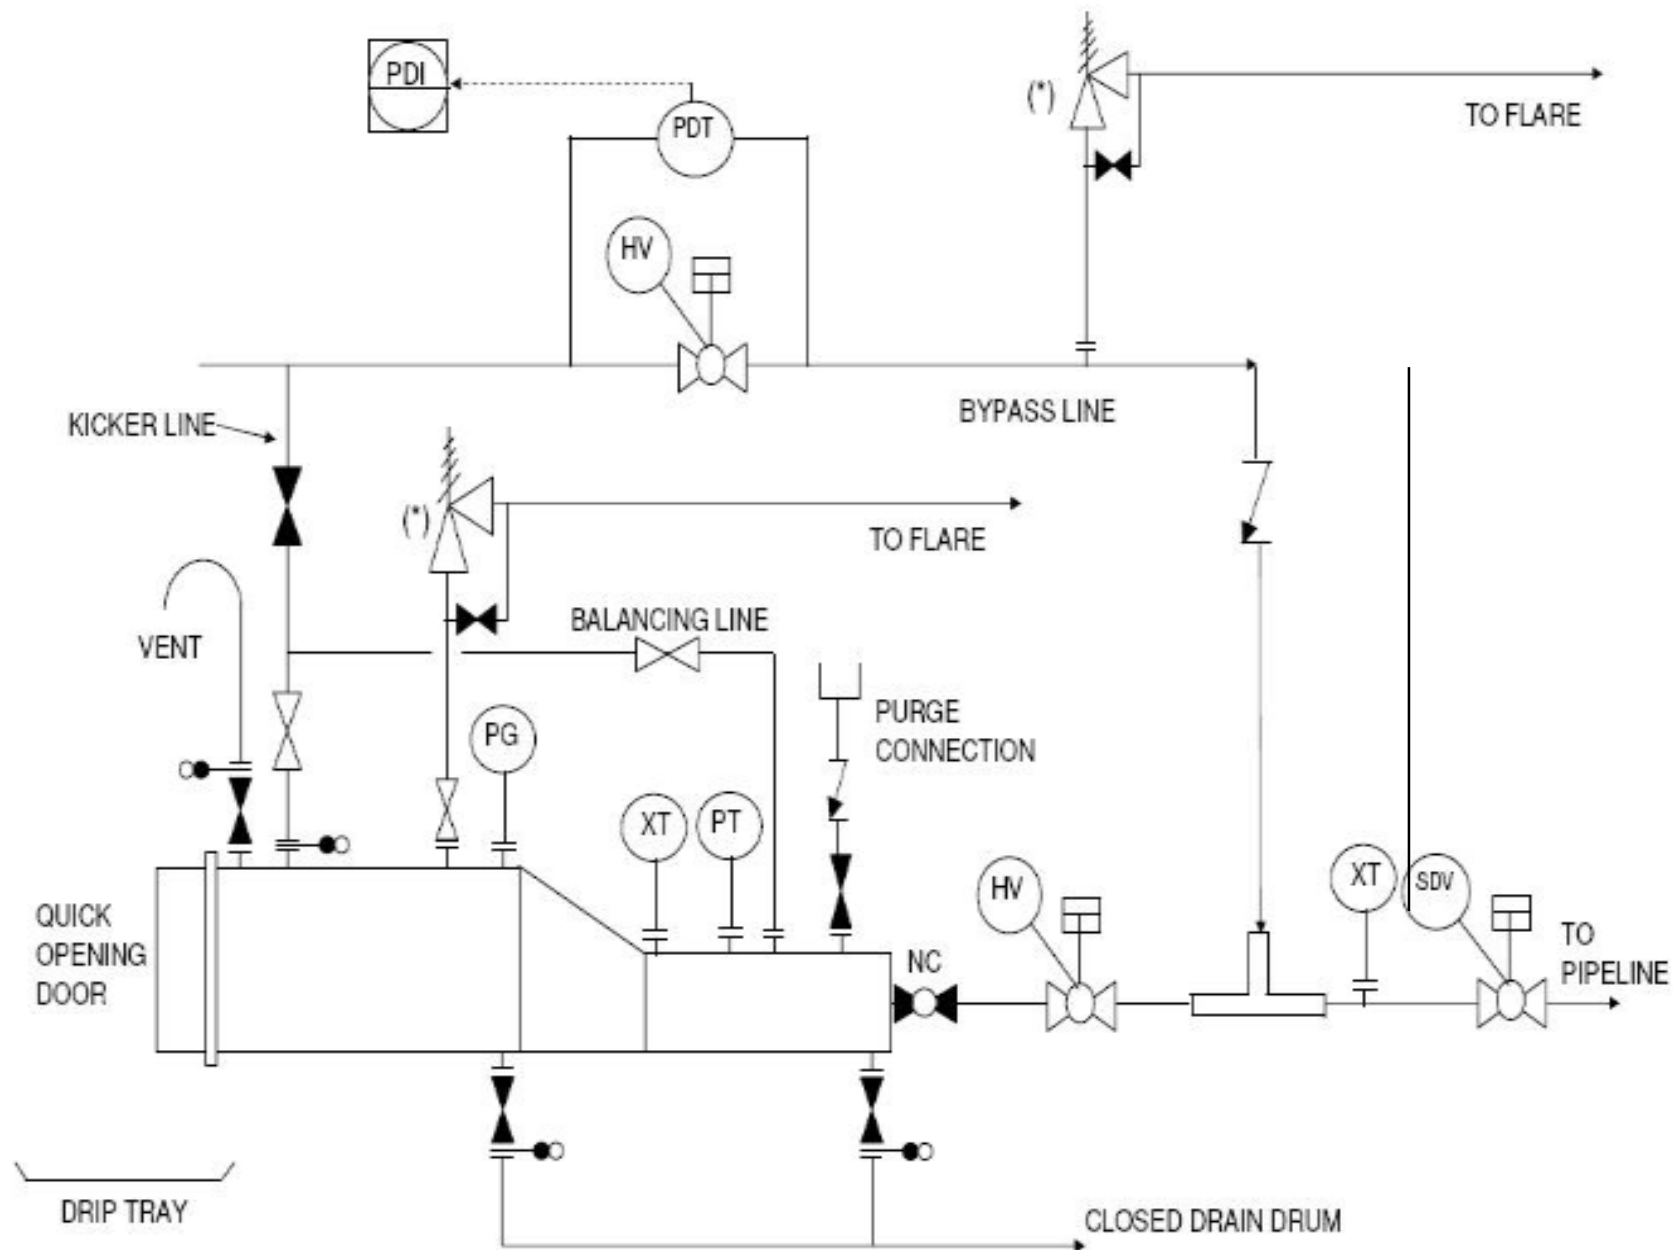 PDI
PDT
(*)
TO FLARE
HV
KICKER LINE
BYPASS LINE
(*)
TO FLARE
VENT
BALANCING LINE
PG
PURGE
CONNECTION
XT
PT
QUICK
OPENING
DOOR
NC
HV
XT
SDV
TO
PIPELINE
DRIP TRAY
CLOSED DRAIN DRUM